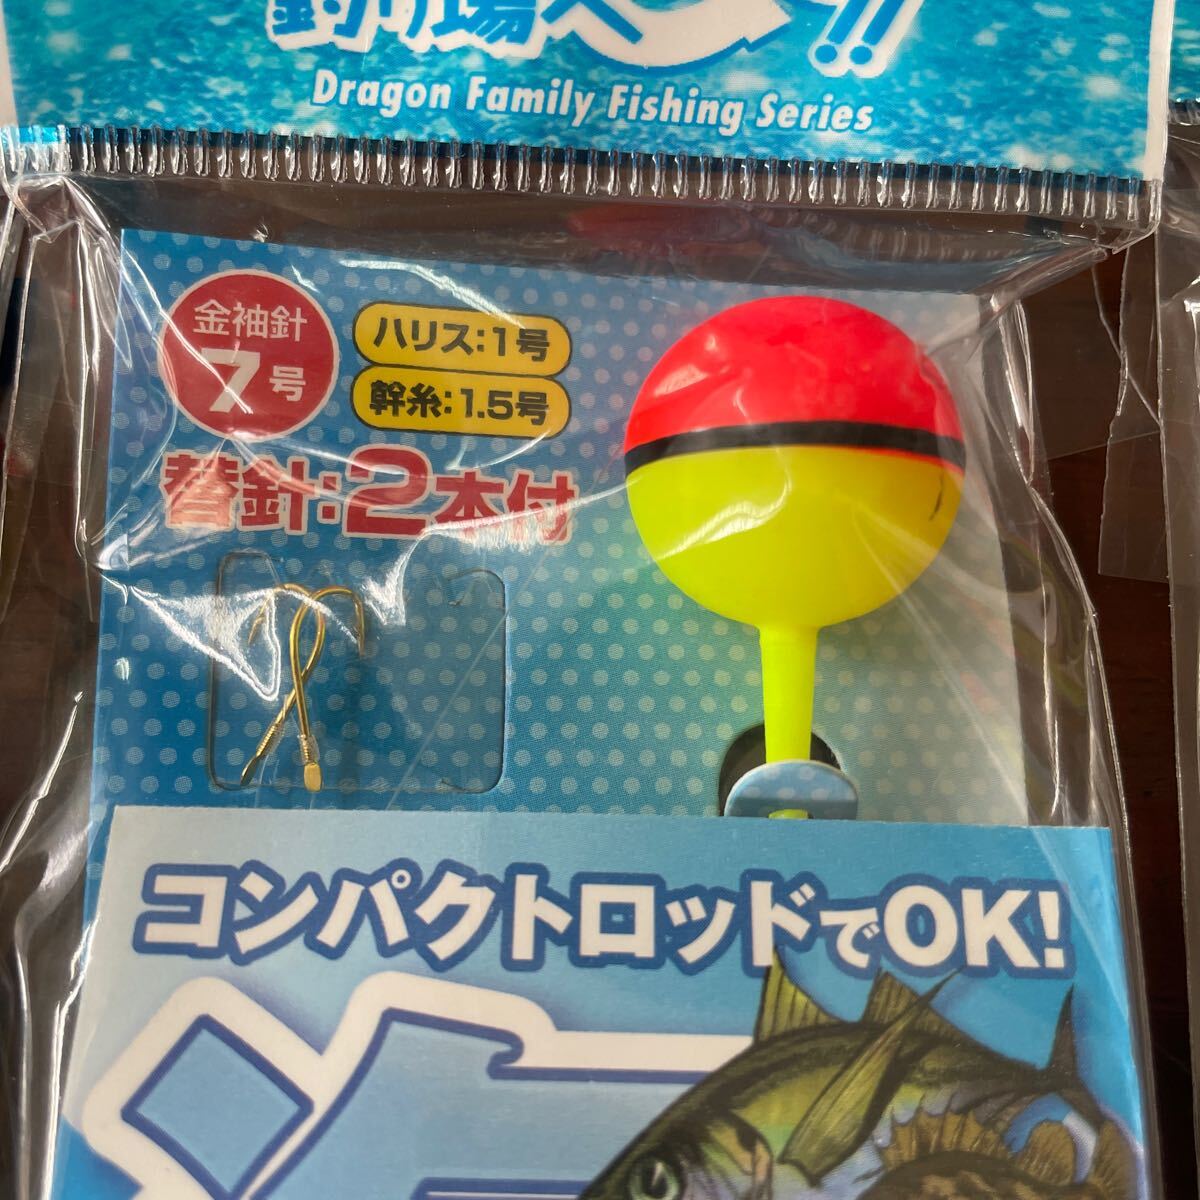 釣り場へ!!
Dragon Family Fishing Series
金袖針
7号
ハリス:1号
幹糸:1.5号
替針:2本付
コンパクトロッドでOK!